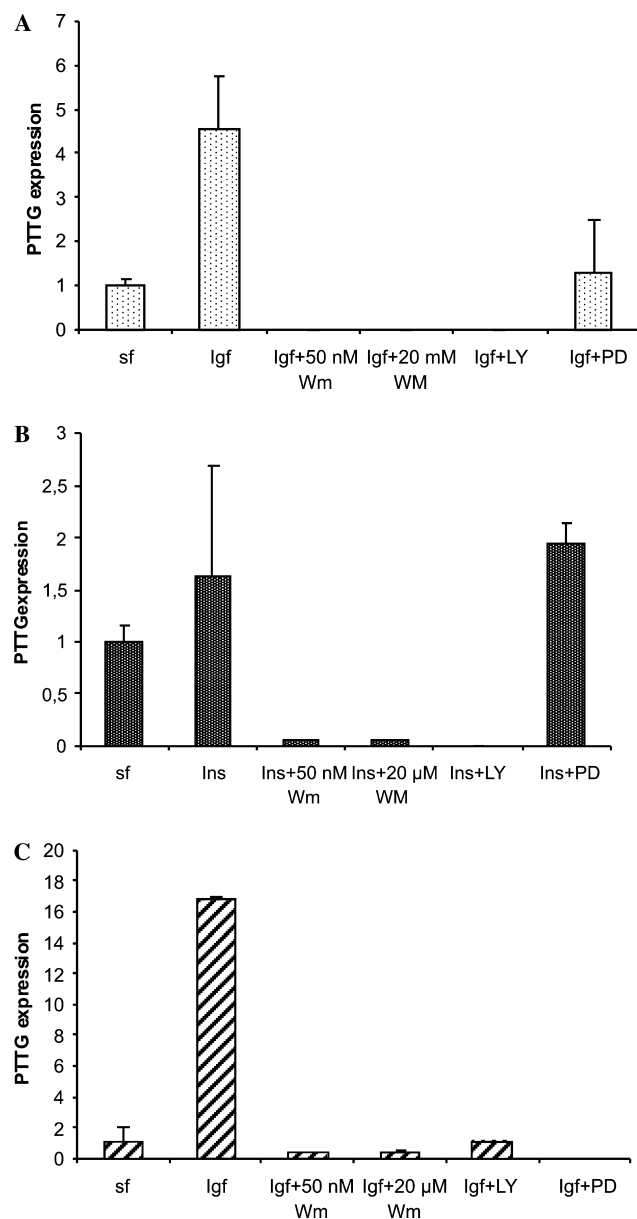 A
PTTG expression
7
6
5
4
3
2
1
0
sf Igf Igf+50 nM Igf+20 mM Igf+LY Igf+PD
Wm WM
B
PTTGexpression
3
2,5
2
1,5
1
0,5
0
sf Ins Ins+50 nM Ins+20 µM Ins+LY Ins+PD
Wm WM
C
PTTG expression
20
18
16
14
12
10
8
6
4
2
0
sf Igf Igf+50 nM Igf+20 µM Igf+LY Igf+PD
Wm Wm